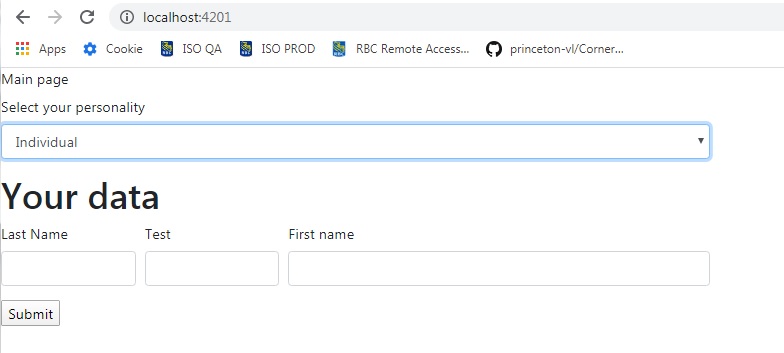 localhost:4201
Apps Cookie ISO QA ISO PROD RBC Remote Access... princeton-vl/Corner...
Main page
Select your personality
Individual
Your data
Last Name Test First name
Submit